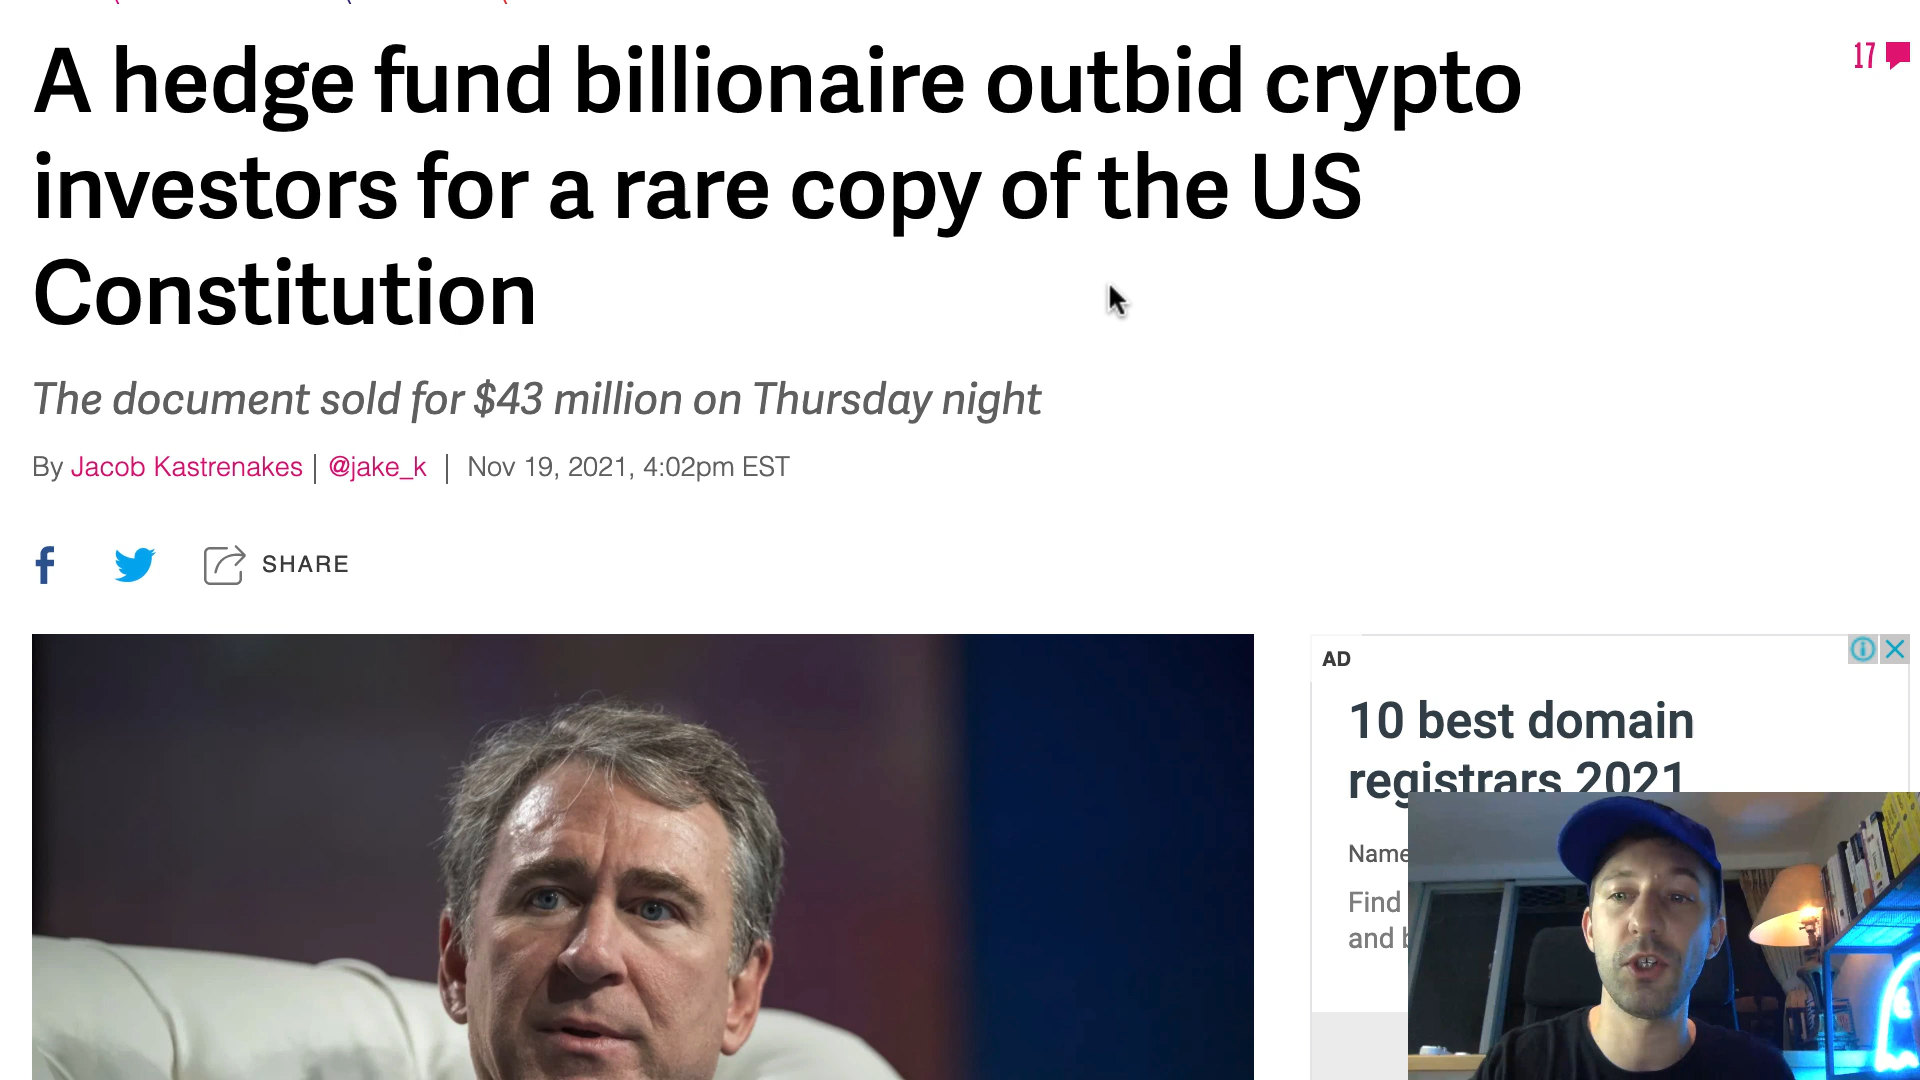 A hedge fund billionaire outbid crypto
17
investors for a rare copy of the US
Constitution
The document sold for $43 million on Thursday night
By Jacob Kastrenakes | @jake_k | Nov 19, 2021, 4:02pm EST
f
SHARE
AD
10 best domain
registrars 2021
Name
Find
and